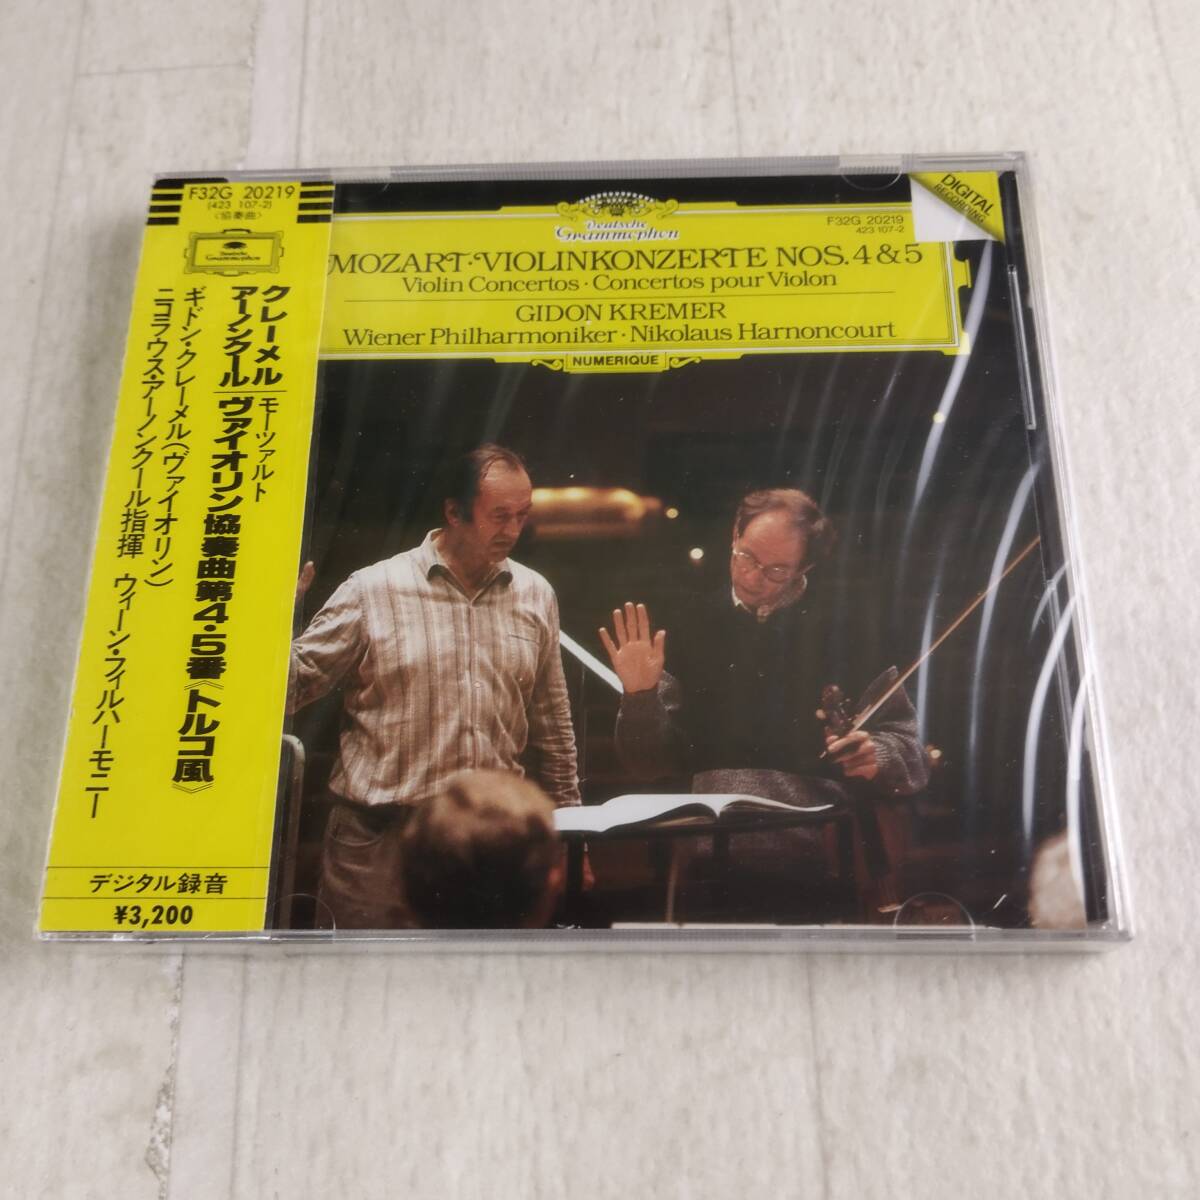 F32G 20219
(423 107-2)
〈協奏曲〉
Deutsche
Grammophon
クレーメル
アーノンクール
モーツァルト
ヴァイオリン協奏曲第4・5番《トルコ風》
ギドン・クレーメル(ヴァイオリン)
ニコラウス・アーノンクール指揮 ウィーン・フィルハーモニー
デジタル録音
¥3,200
Deutsche
Grammophon
F32G 20219
423 107-2
DIGITAL
RECORDING
MOZART·VIOLINKONZERTE NOS. 4 & 5
Violin Concertos · Concertos pour Violon
GIDON KREMER
Wiener Philharmoniker · Nikolaus Harnoncourt
NUMERIQUE